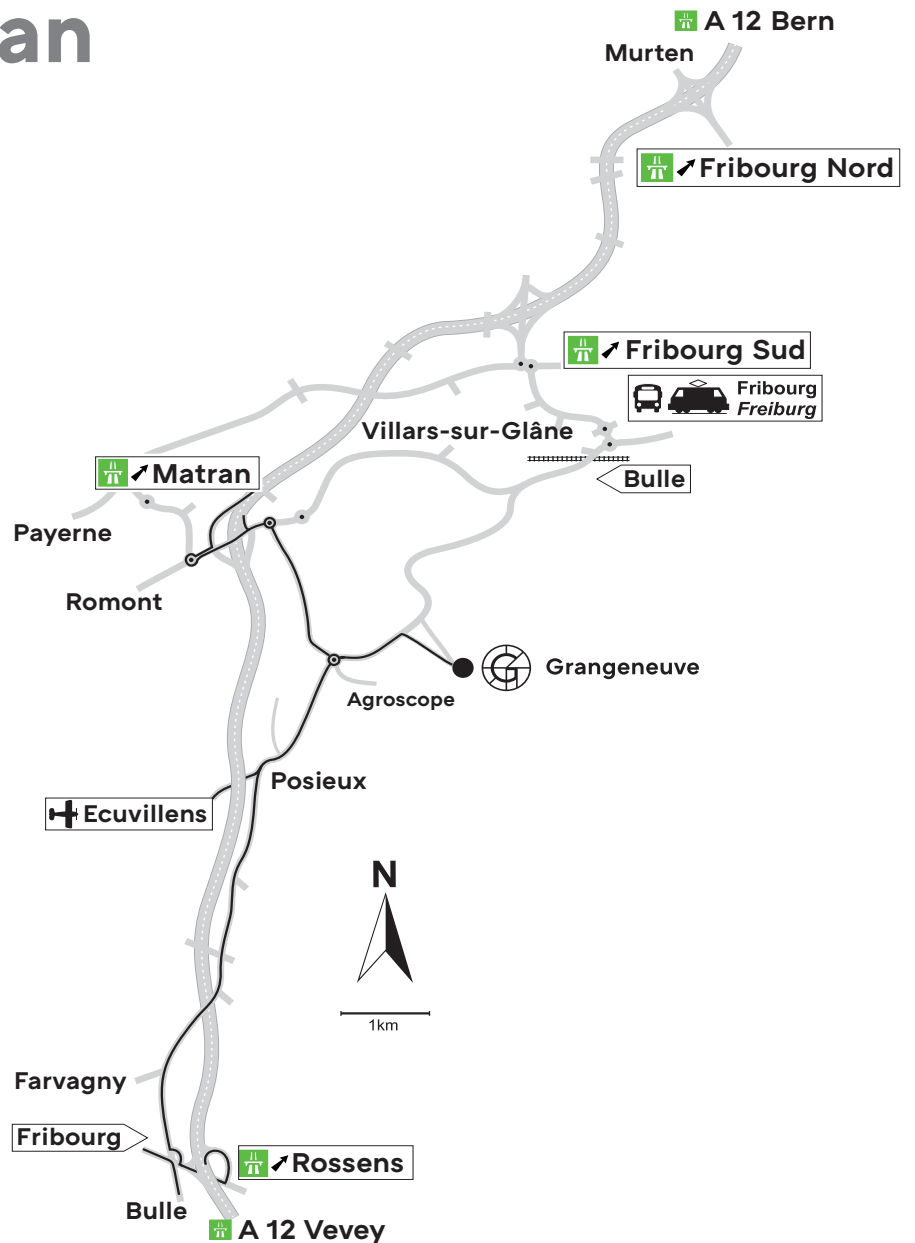 an
A 12 Bern
Murten
Fribourg Nord
Fribourg Sud
Fribourg
Freiburg
Villars-sur-Glâne
Matran
Bulle
Payerne
Romont
G Grangeneuve
Agroscope
Posieux
Ecuvillens
N
1km
Farvagny
Fribourg
Rossens
Bulle
A 12 Vevey